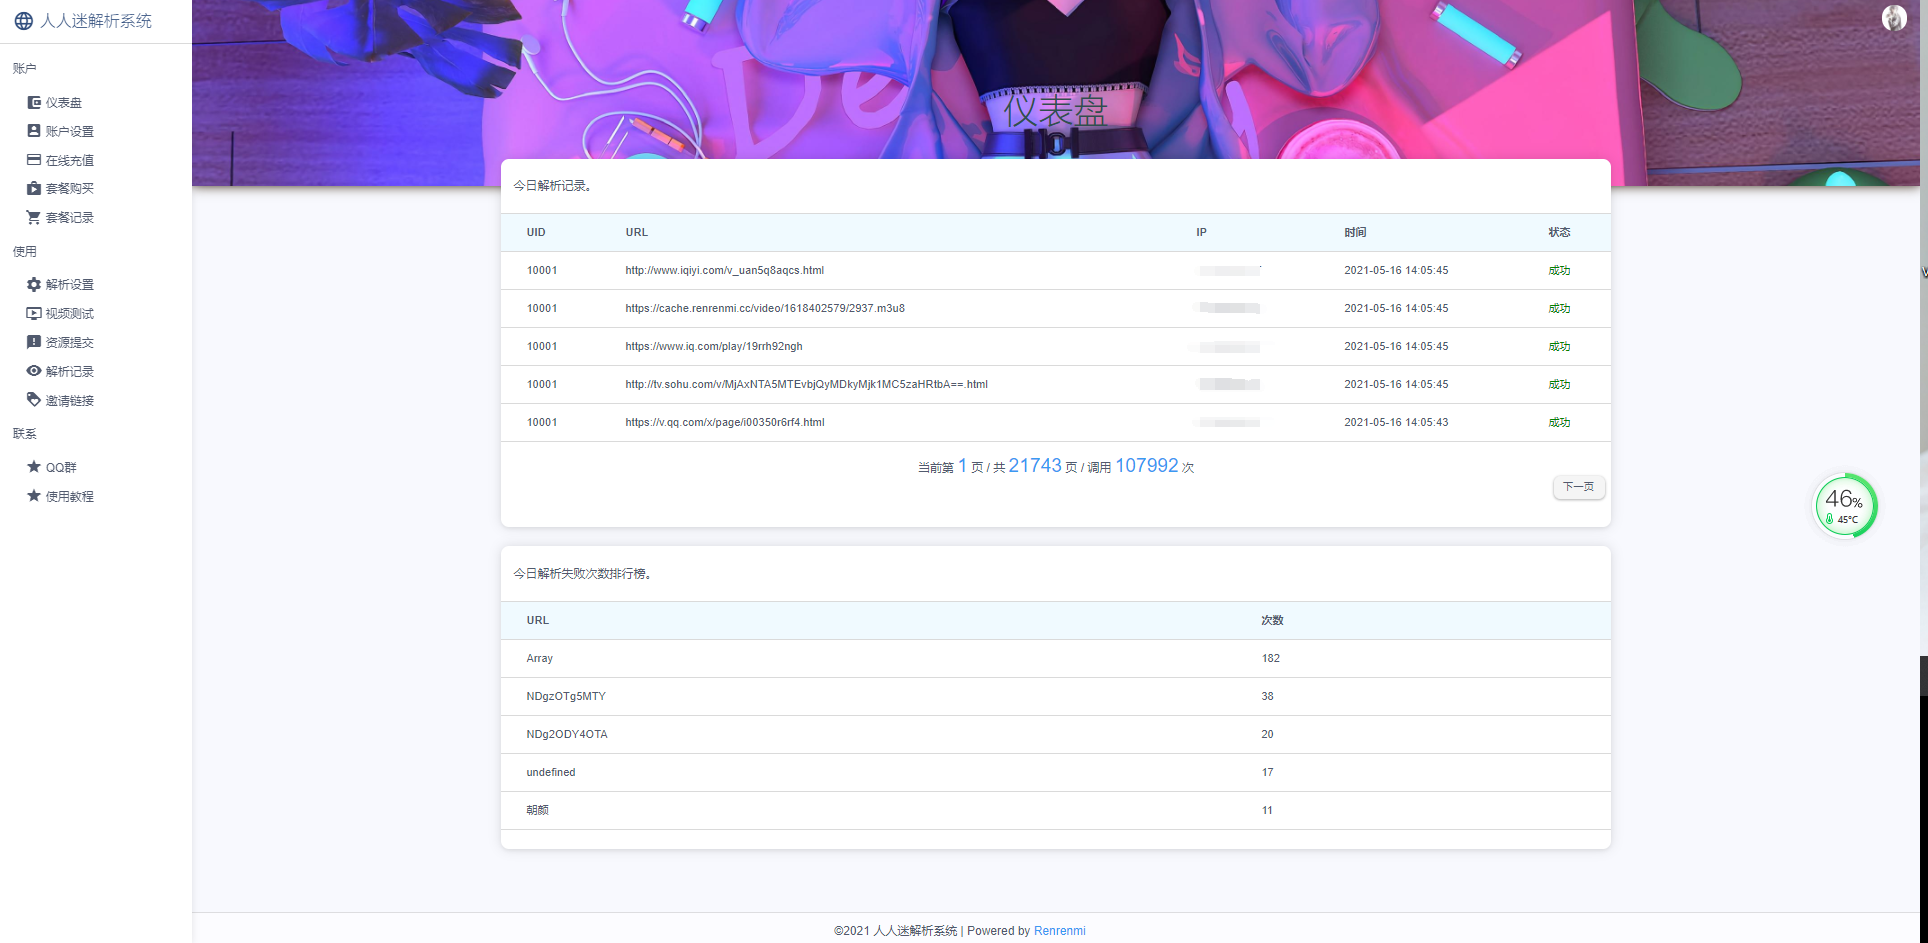 人人迷解析系统
账户
仪表盘
账户设置
在线充值
套餐购买
套餐记录
使用
解析设置
视频测试
资源提交
解析记录
邀请链接
联系
QQ群
使用教程
De
y
仪表盘
今日解析记录。
UID URL IP 时间 状态
10001 http://www.iqiyi.com/v_uan5q8aqcs.html 2021-05-16 14:05:45 成功
10001 https://cache.renrenmi.cc/video/1618402579/2937.m3u8 2021-05-16 14:05:45 成功
10001 https://www.iq.com/play/19rrh92ngh 2021-05-16 14:05:45 成功
10001 http://tv.sohu.com/v/MjAxNTA5MTEvbjQyMDkyMjk1MC5zaHRtbA==.html 2021-05-16 14:05:45 成功
10001 https://v.qq.com/x/page/i00350r6rf4.html 2021-05-16 14:05:43 成功
当前第 1 页 / 共 21743 页 / 调用 107992 次
下一页
46%
45°C
今日解析失败次数排行榜。
URL 次数
Array 182
NDgzOTg5MTY 38
NDg2ODY4OTA 20
undefined 17
朝颜 11
©2021 人人迷解析系统 | Powered by Renrenmi